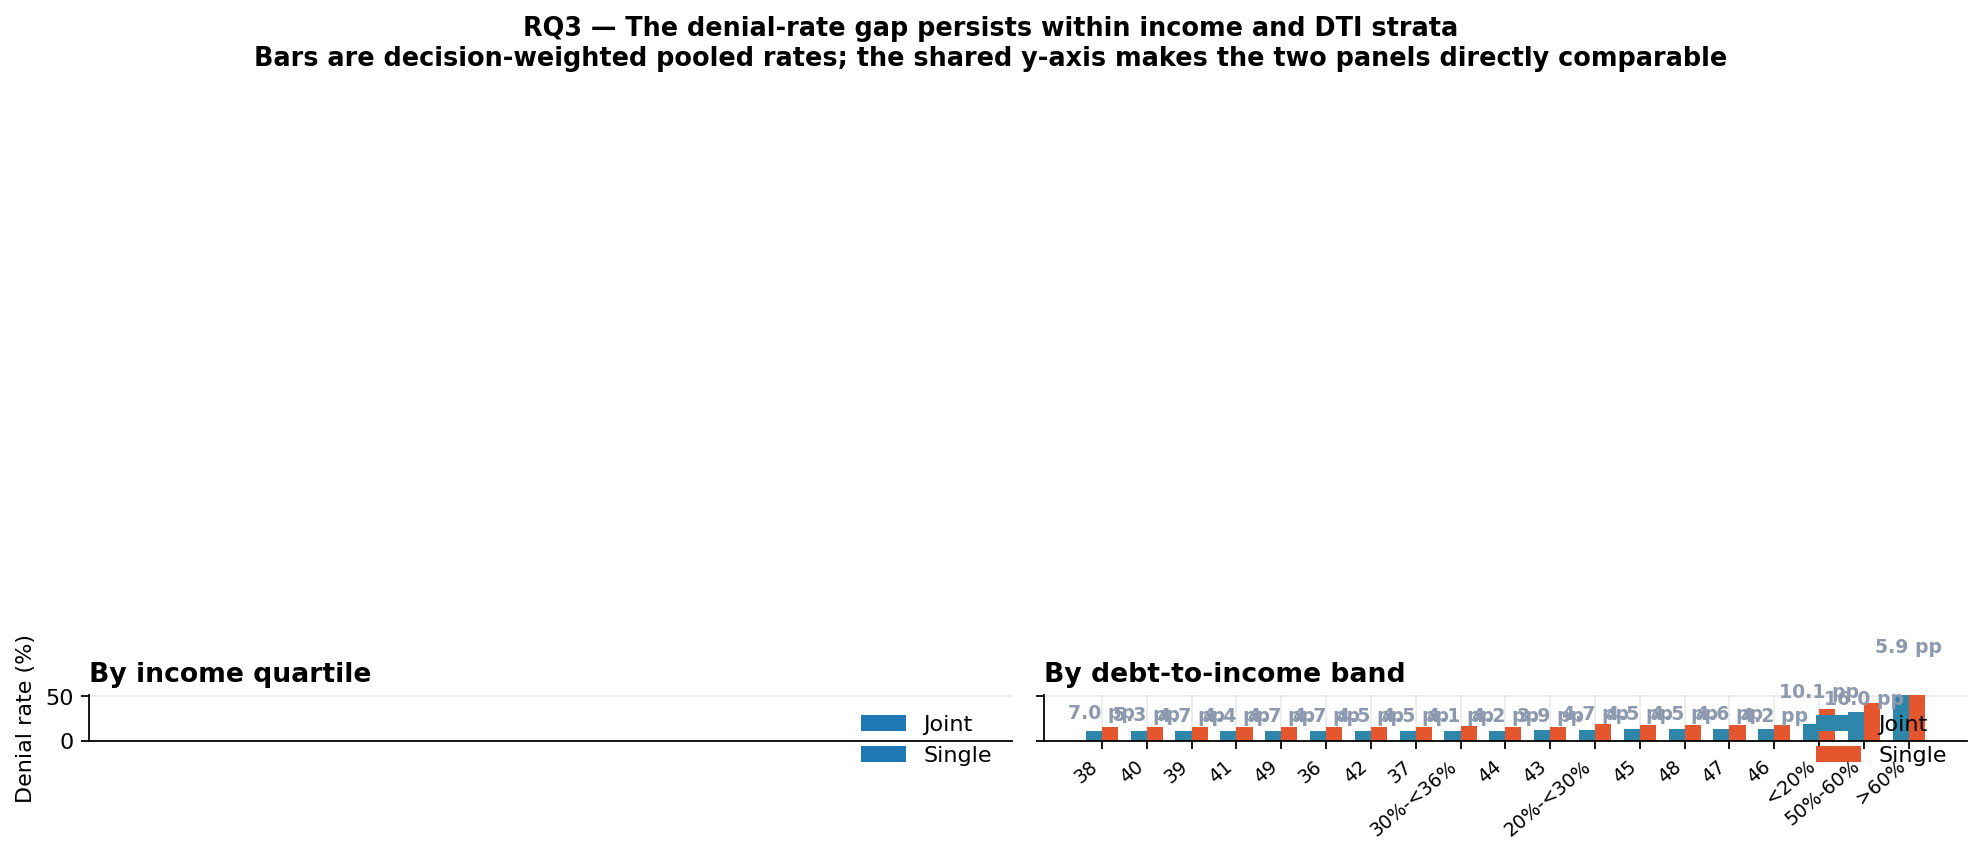 RQ3 — The denial-rate gap persists within income and DTI strata
Bars are decision-weighted pooled rates; the shared y-axis makes the two panels directly comparable
Denial rate (%)
By income quartile
50
0
Joint
Single
By debt-to-income band
5.9 pp
10.1 pp
16.0 pp
7.0 pp
Joint
Single
38
40
39
41
49
36
42
37
30%-<36%
44
43
20%-<30%
45
48
47
46
<20%
50%-60%
>60%